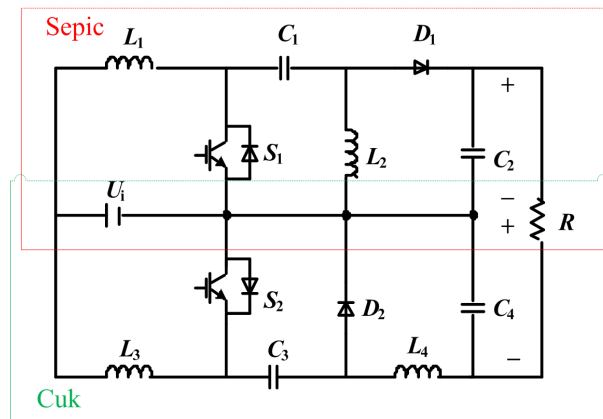 Sepic
L1 C1 D1
+
S1 L2 C2
Ui −
+ R
S2 D2 C4
L3 C3 L4 −
Cuk